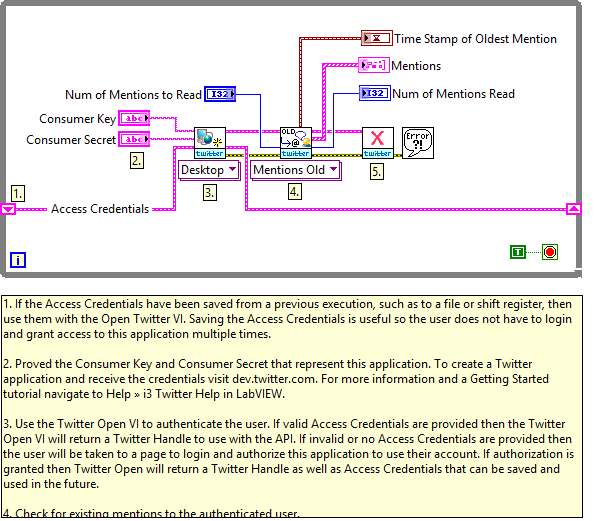 Time Stamp of Oldest Mention
Mentions
Num of Mentions to Read
I32
I32
Num of Mentions Read
Consumer Key
abc
Consumer Secret
abc
OLD
@
X
Error
?!
twitter
twitter
twitter
2.
Desktop
Mentions Old
5.
1.
3.
4.
Access Credentials
i
T
1. If the Access Credentials have been saved from a previous execution, such as to a file or shift register, then
use them with the Open Twitter VI. Saving the Access Credentials is useful so the user does not have to login
and grant access to this application multiple times.
2. Proved the Consumer Key and Consumer Secret that represent this application. To create a Twitter
application and receive the credentials visit dev.twitter.com. For more information and a Getting Started
tutorial navigate to Help » i3 Twitter Help in LabVIEW.
3. Use the Twitter Open VI to authenticate the user. If valid Access Credentials are provided then the Twitter
Open VI will return a Twitter Handle to use with the API. If invalid or no Access Credentials are provided then
the user will be taken to a page to login and authorize this application to use their account. If authorization is
granted then Twitter Open will return a Twitter Handle as well as Access Credentials that can be saved and
used in the future.
4. Check for existing mentions to the authenticated user.